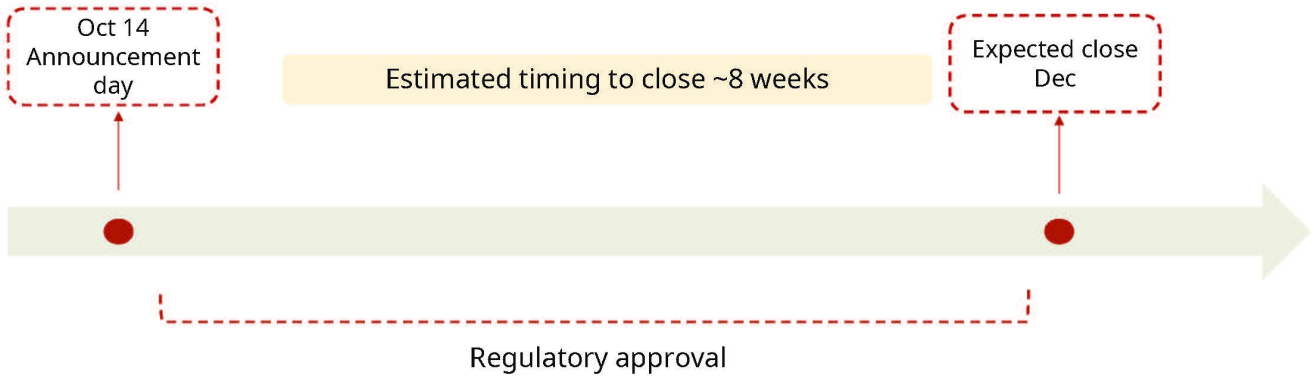 Oct 14
Announcement
day
Estimated timing to close ~8 weeks
Expected close
Dec
Regulatory approval